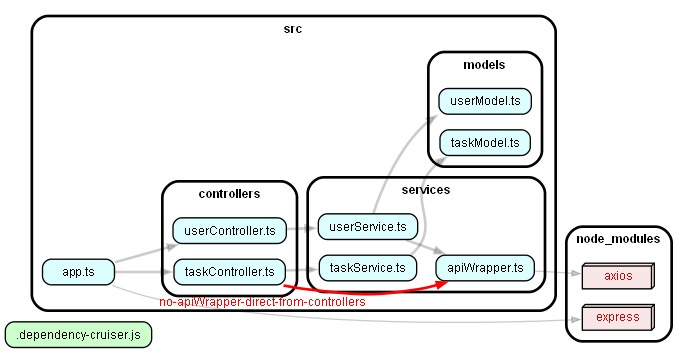 src
models
userModel.ts
taskModel.ts
controllers
services
userController.ts
userService.ts
node_modules
app.ts
taskController.ts
taskService.ts
apiWrapper.ts
axios
no-apiWrapper-direct-from-controllers
express
.dependency-cruiser.js